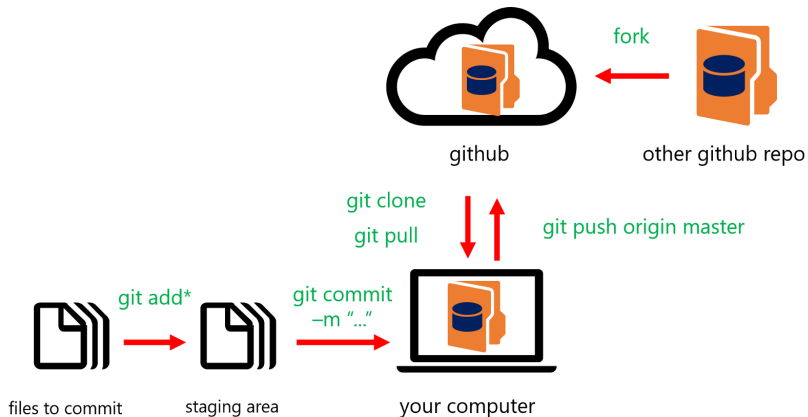 fork
github
other github repo
git clone
git pull
git push origin master
git add*
git commit
–m “...”
files to commit
staging area
your computer